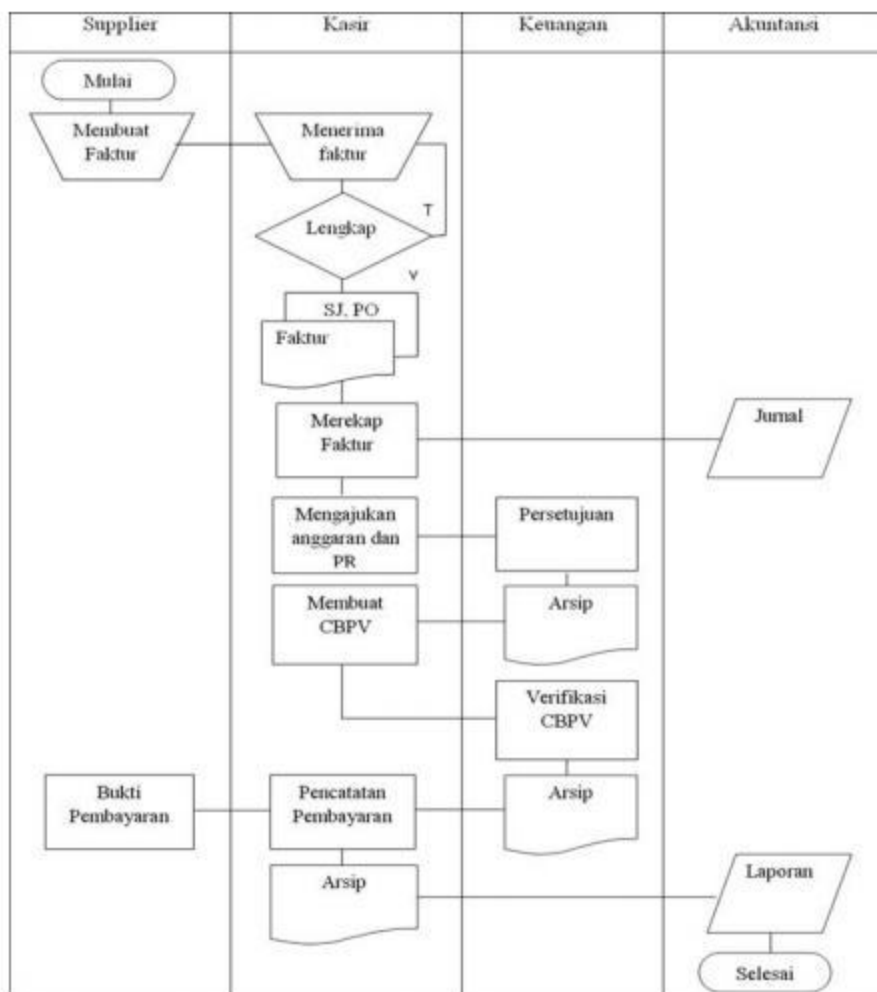 Supplier
Kasir
Keuangan
Akuntansi
Mulai
Membuat
Faktur
Menerima
faktur
Lengkap
T
Y
SJ, PO
Faktur
Merekap
Faktur
Jurnal
Mengajukan
anggaran dan
PR
Persetujuan
Membuat
CBPV
Arsip
Verifikasi
CBPV
Bukti
Pembayaran
Pencatatan
Pembayaran
Arsip
Arsip
Laporan
Selesai